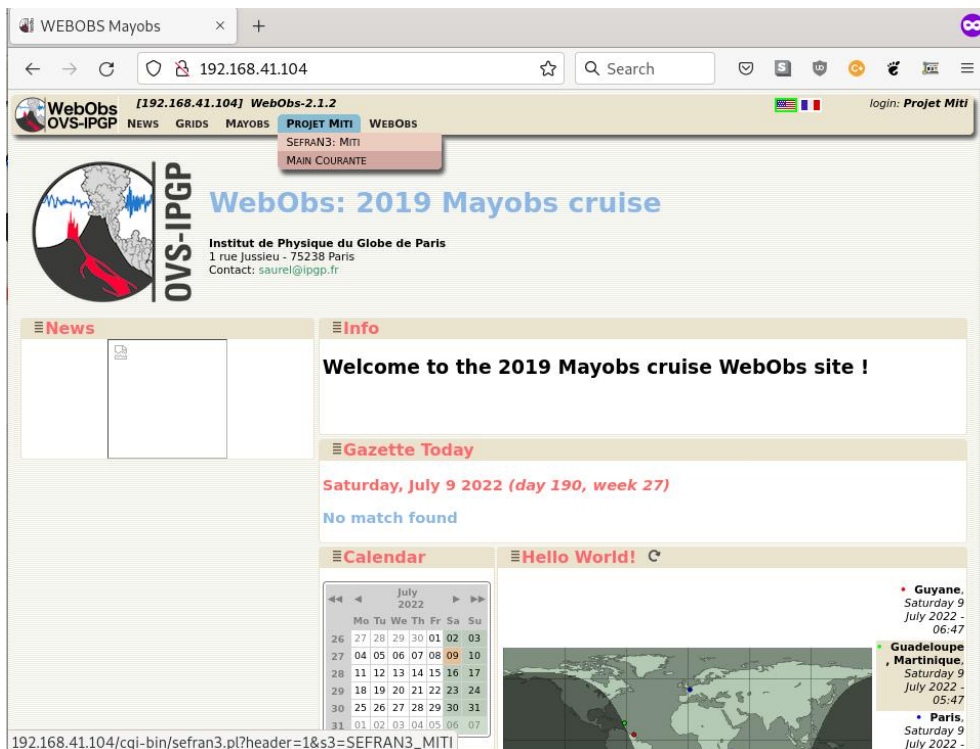 WEBOBS Mayobs
192.168.41.104
Search
WebObs
OVS-IPGP
[192.168.41.104] WebObs-2.1.2
login: Projet Miti
NEWS GRIDS MAYOBS PROJET MITI WEBOBS
SEFRAN3: MITI
MAIN COURANTE
OVS-IPGP
WebObs: 2019 Mayobs cruise
Institut de Physique du Globe de Paris
1 rue Jussieu - 75238 Paris
Contact: saurel@ipgp.fr
News
Info
Welcome to the 2019 Mayobs cruise WebObs site !
Gazette Today
Saturday, July 9 2022 (day 190, week 27)
No match found
Calendar
July
2022
Mo Tu We Th Fr Sa Su
26 27 28 29 30 01 02 03
27 04 05 06 07 08 09 10
28 11 12 13 14 15 16 17
29 18 19 20 21 22 23 24
30 25 26 27 28 29 30 31
31 01 02 03 04 05 06 07
Hello World!
• Guyane,
Saturday 9
July 2022 -
06:47
• Guadeloupe
, Martinique,
Saturday 9
July 2022 -
05:47
• Paris,
Saturday 9
July 2022 -
192.168.41.104/cgi-bin/sefran3.pl?header=1&s3=SEFRAN3_MITI